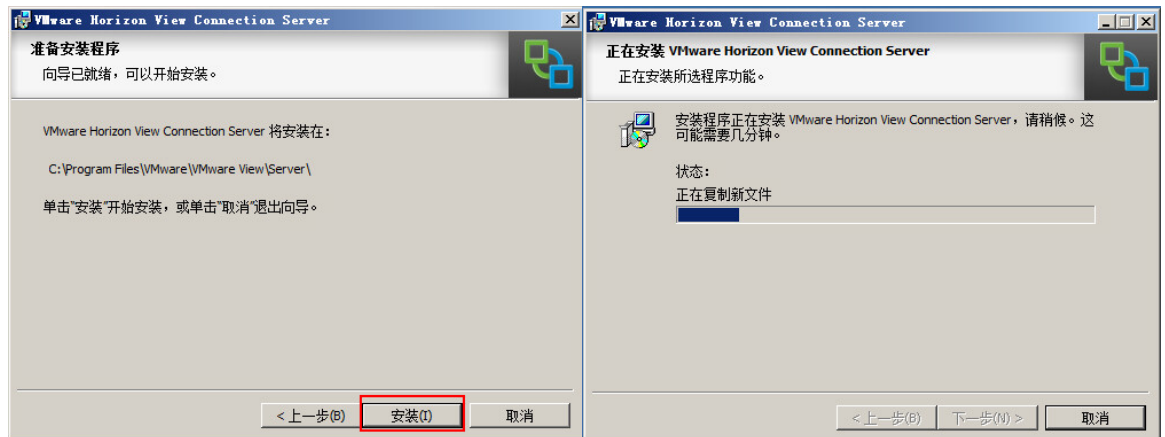 VMware Horizon View Connection Server
准备安装程序
向导已就绪，可以开始安装。
VMware Horizon View Connection Server 将安装在：
C:\Program Files\VMware\VMware View\Server\
单击"安装"开始安装，或单击"取消"退出向导。
<上一步(B)
安装(I)
取消
VMware Horizon View Connection Server
正在安装 VMware Horizon View Connection Server
正在安装所选程序功能。
安装程序正在安装 VMware Horizon View Connection Server，请稍候。这
可能需要几分钟。
状态：
正在复制新文件
<上一步(B)
下一步(N) >
取消